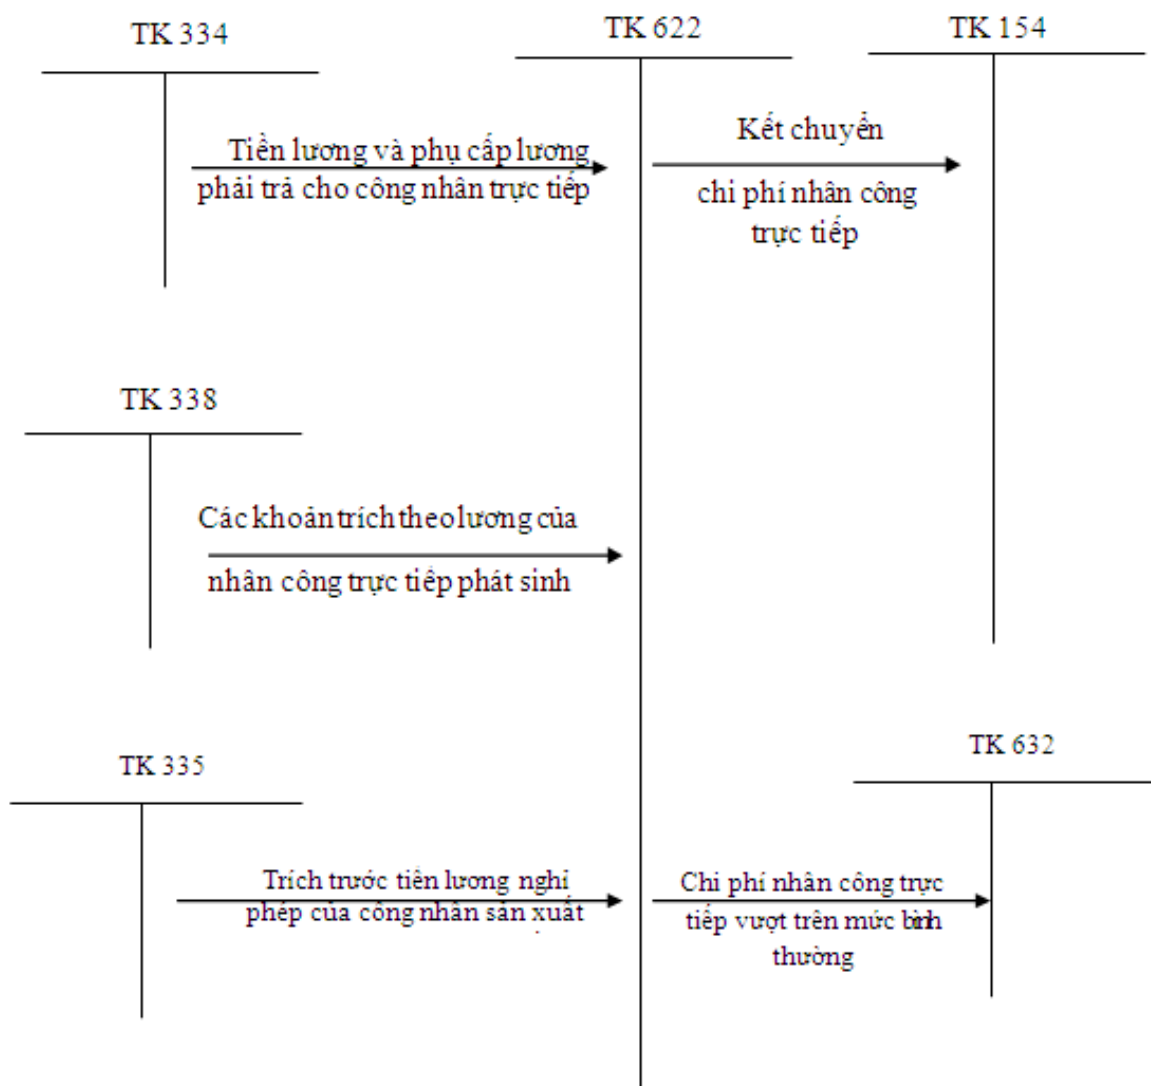 TK 334
TK 622
TK 154
Tiền lương và phụ cấp lương
phải trả cho công nhân trực tiếp
Kết chuyển
chi phí nhân công
trực tiếp
TK 338
Các khoản trích theo lương của
nhân công trực tiếp phát sinh
TK 335
TK 632
Trích trước tiền lương nghỉ
phép của công nhân sản xuất
Chi phí nhân công trực
tiếp vượt trên mức bình
thường